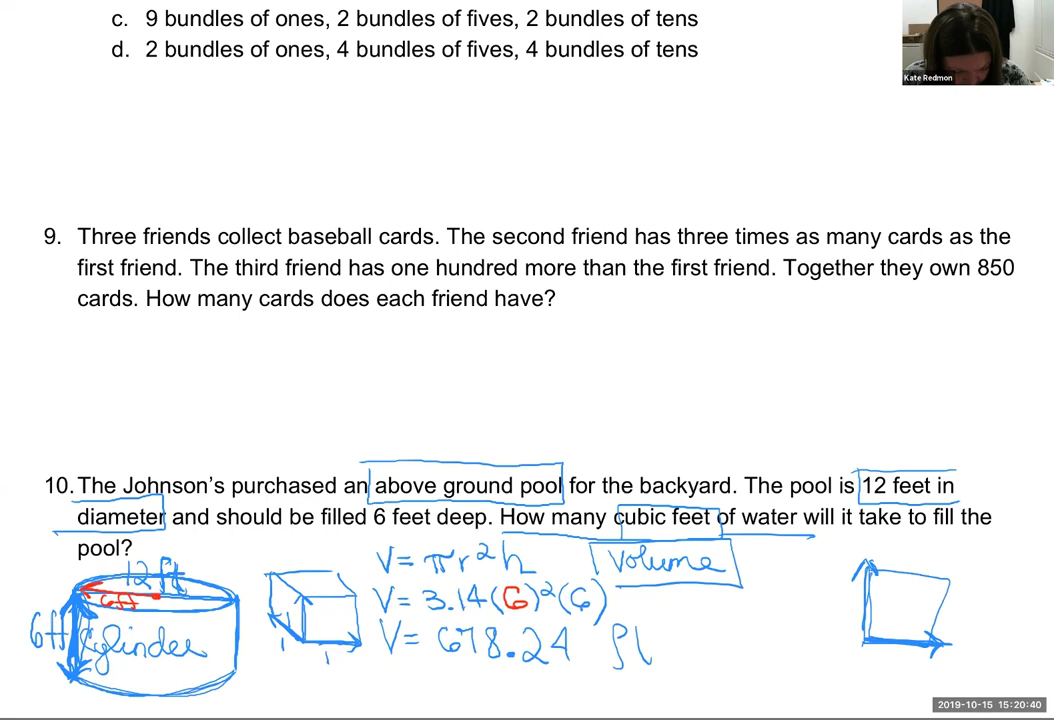 c. 9 bundles of ones, 2 bundles of fives, 2 bundles of tens
d. 2 bundles of ones, 4 bundles of fives, 4 bundles of tens
Kate Redmon
9. Three friends collect baseball cards. The second friend has three times as many cards as the
first friend. The third friend has one hundred more than the first friend. Together they own 850
cards. How many cards does each friend have?
10. The Johnson's purchased an above ground pool for the backyard. The pool is 12 feet in
diameter and should be filled 6 feet deep. How many cubic feet of water will it take to fill the
pool?
V= πr²h
Volume
12 ft
6ft
V= 3.14(6)²(6)
6ft
cylinder
V= 678.24
2019-10-15 15:20:40